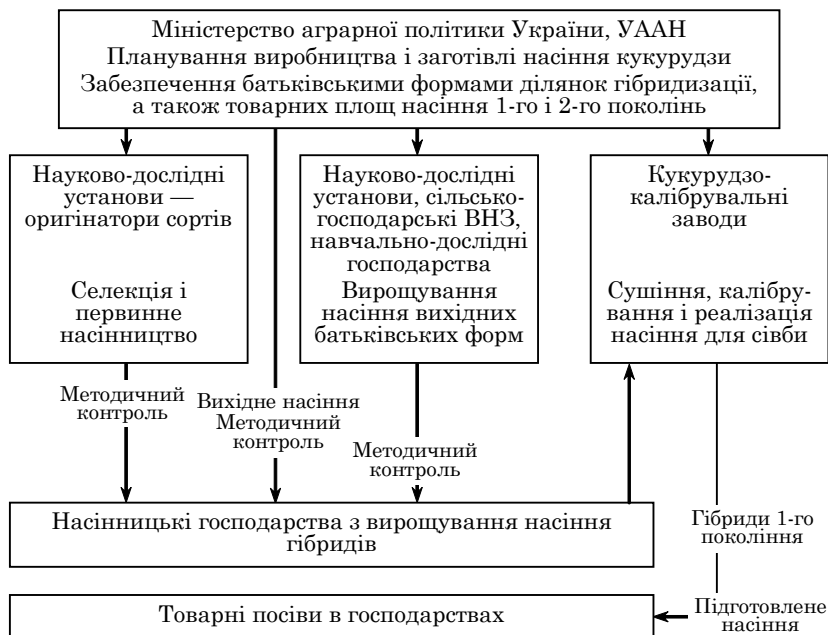 Міністерство аграрної політики України, УААН
Планування виробництва і заготівлі насіння кукурудзи
Забезпечення батьківськими формами ділянок гібридизації,
а також товарних площ насіння 1-го і 2-го поколінь
Науково-дослідні
установи —
оригінатори сортів
Селекція і
первинне
насінництво
Науково-дослідні
установи, сільсько-
господарські ВНЗ,
навчально-дослідні
господарства
Вирощування
насіння вихідних
батьківських форм
Кукурудзо-
калібрувальні
заводи
Сушіння, калібру-
вання і реалізація
насіння для сівби
Методичний
контроль
Вихідне насіння
Методичний
контроль
Методичний
контроль
Насінницькі господарства з вирощування насіння
гібридів
Гібриди 1-го
покоління
Товарні посіви в господарствах
Підготовлене
насіння